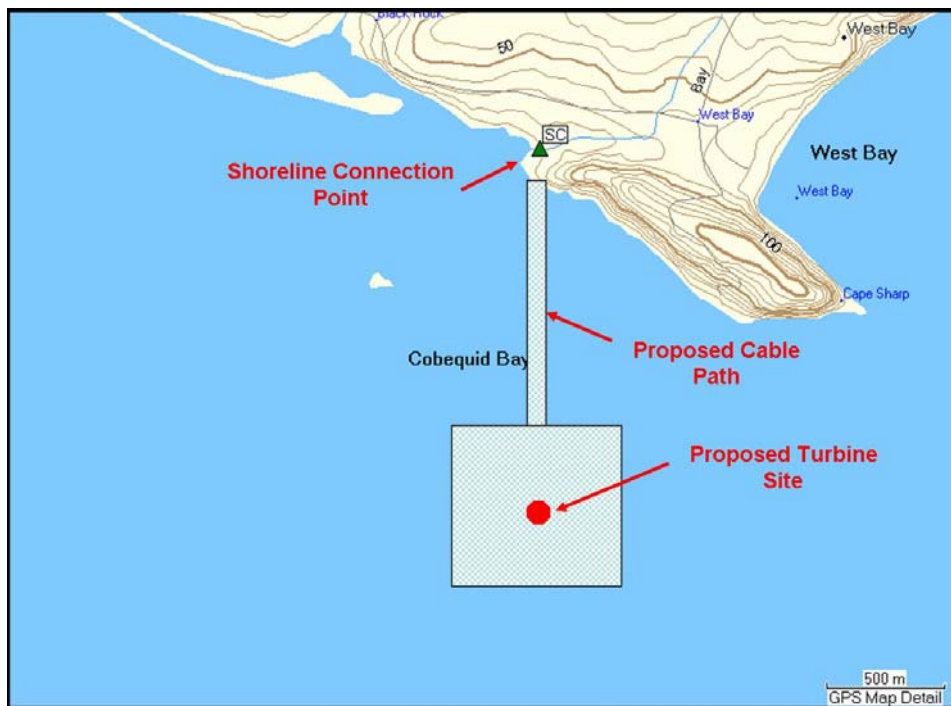 Black Rock
50
West Bay
Bay
West Bay
SC
West Bay
Shoreline Connection
Point
West Bay
100
Cape Sharp
Proposed Cable
Path
Cobequid Bay
Proposed Turbine
Site
500 m
GPS Map Detail